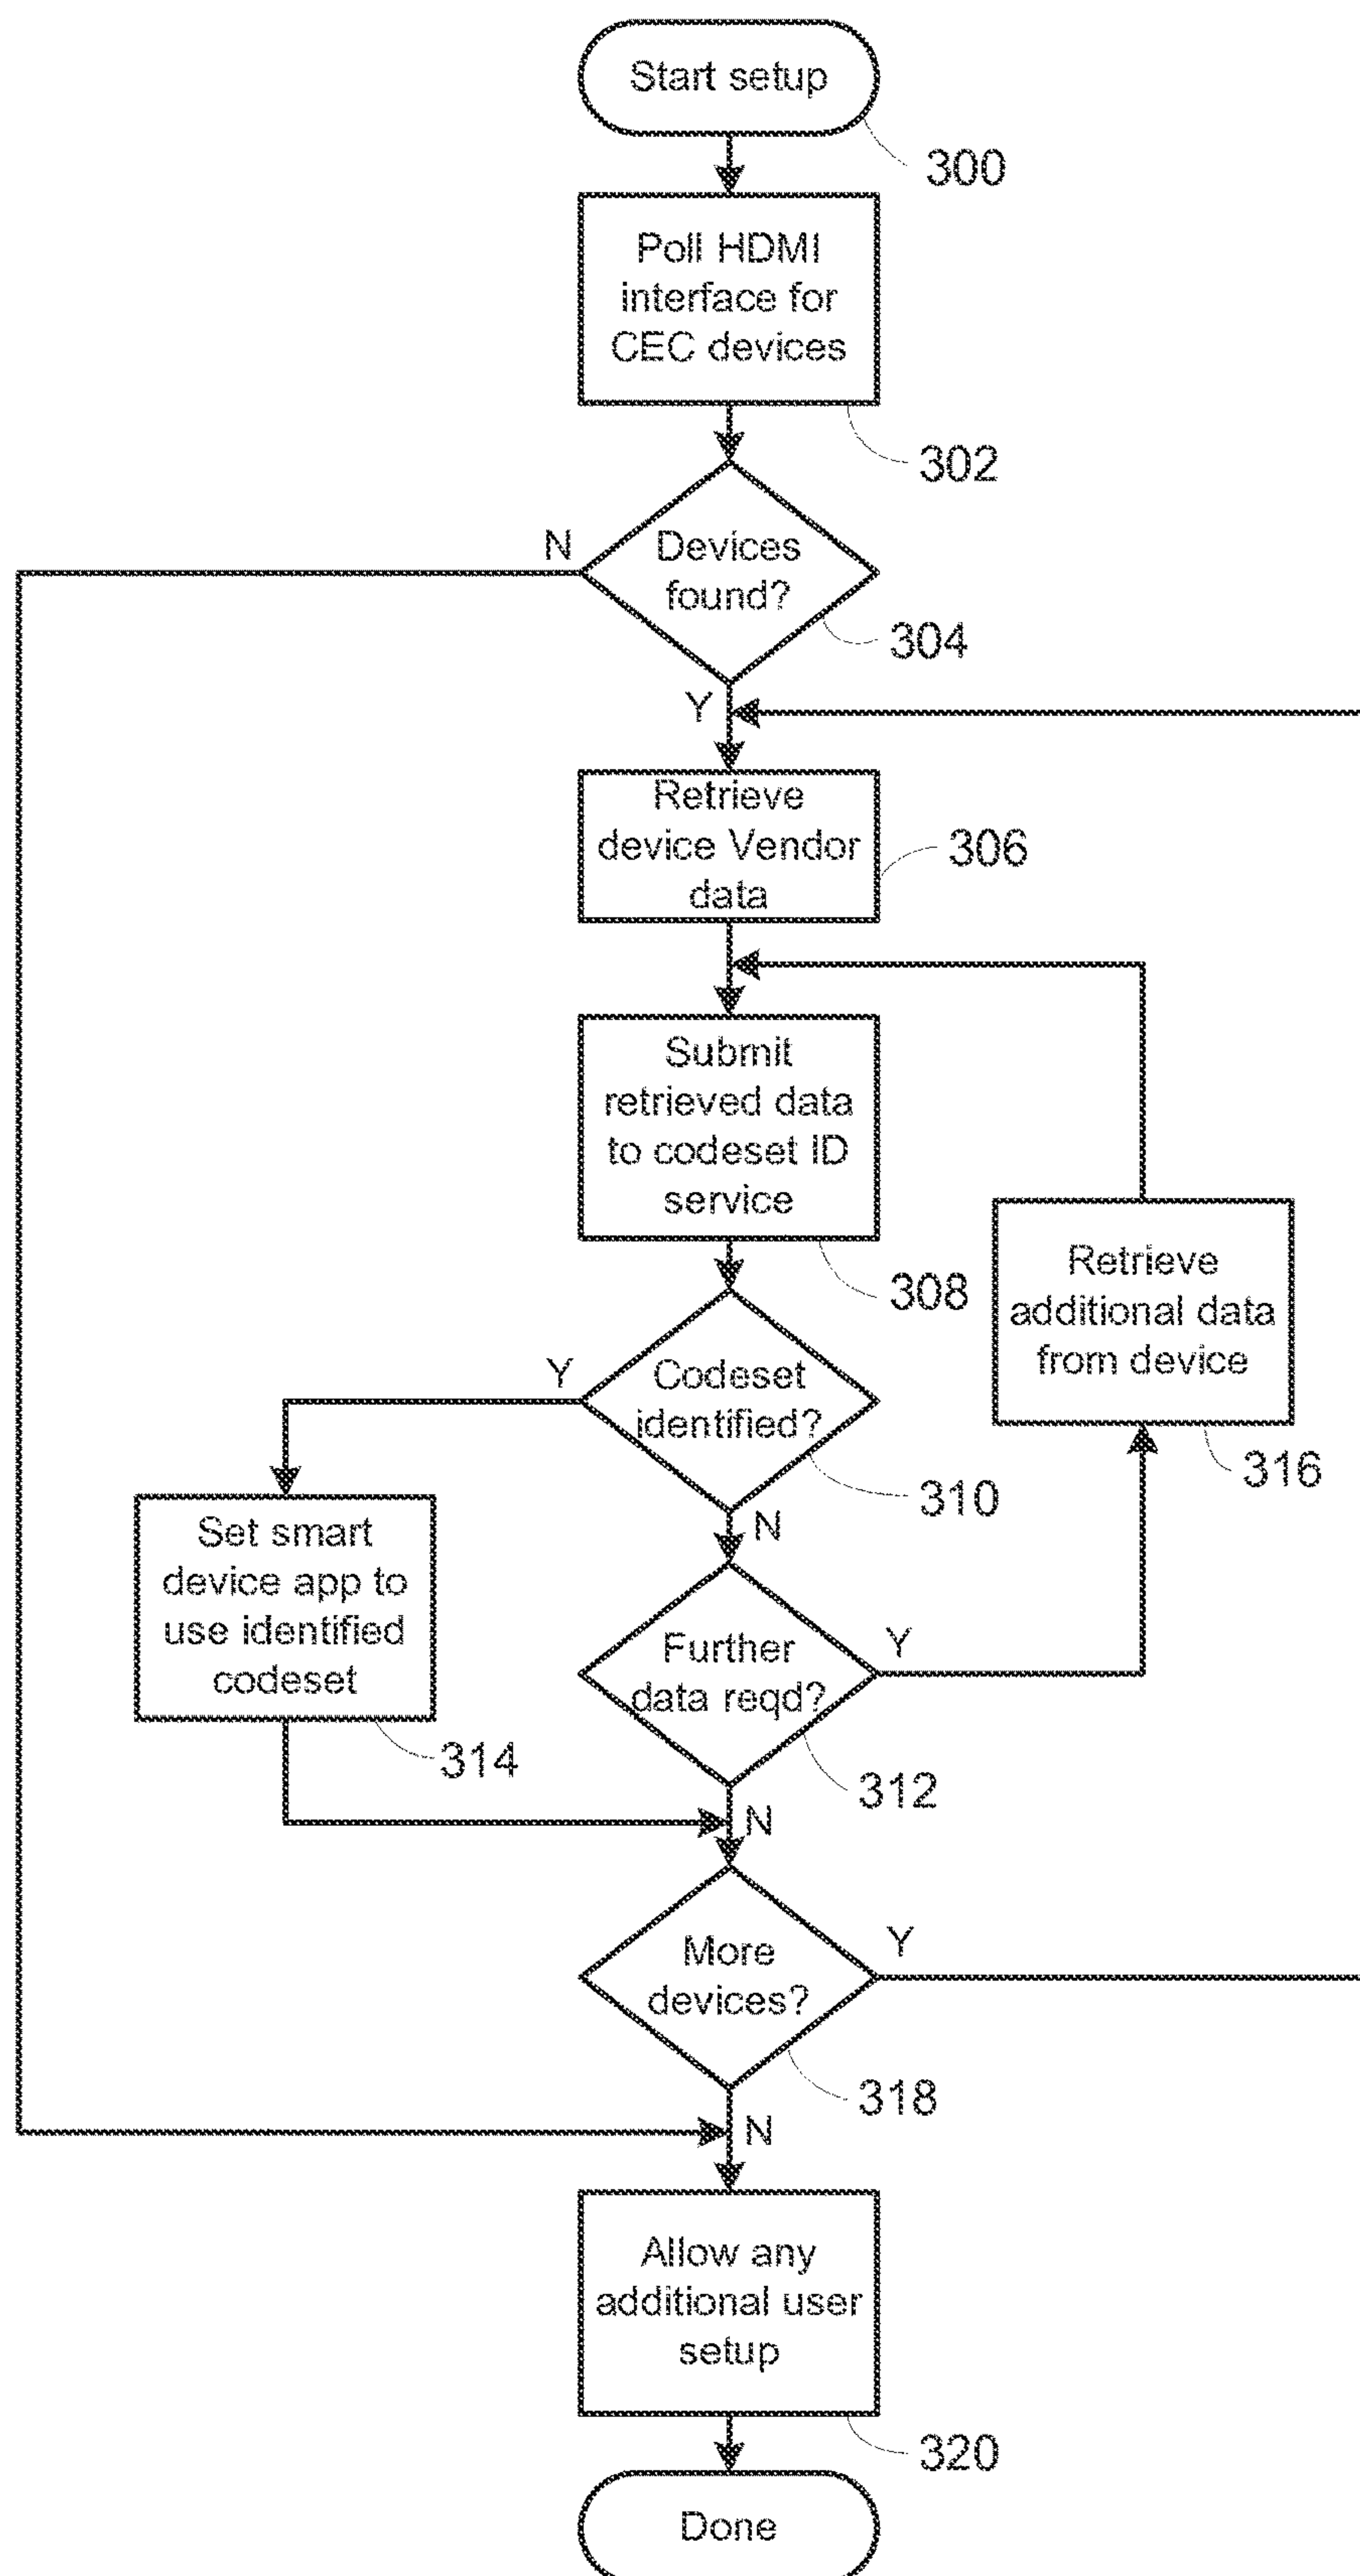 Start setup
300
Poll HDMI
interface for
CEC devices
302
N
Devices
found?
304
Y
Retrieve
device Vendor
data
306
Submit
retrieved data
to codeset ID
service
308
Retrieve
additional data
from device
316
Y
Codeset
identified?
310
N
Set smart
device app to
use identified
codeset
314
Further
data reqd?
Y
312
N
More
devices?
Y
318
N
Allow any
additional user
setup
320
Done